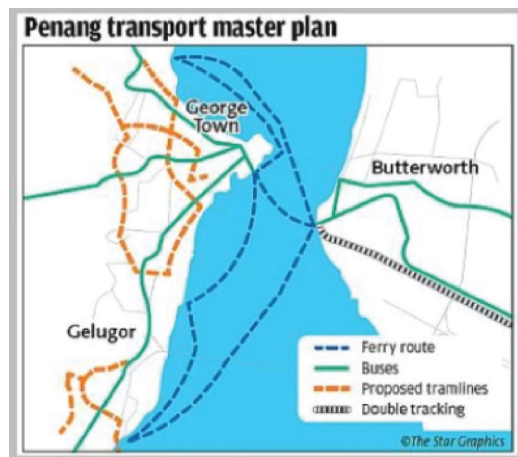 Penang transport master plan
George
Town
Butterworth
Gelugor
Ferry route
Buses
Proposed tramlines
Double tracking
©The Star Graphics